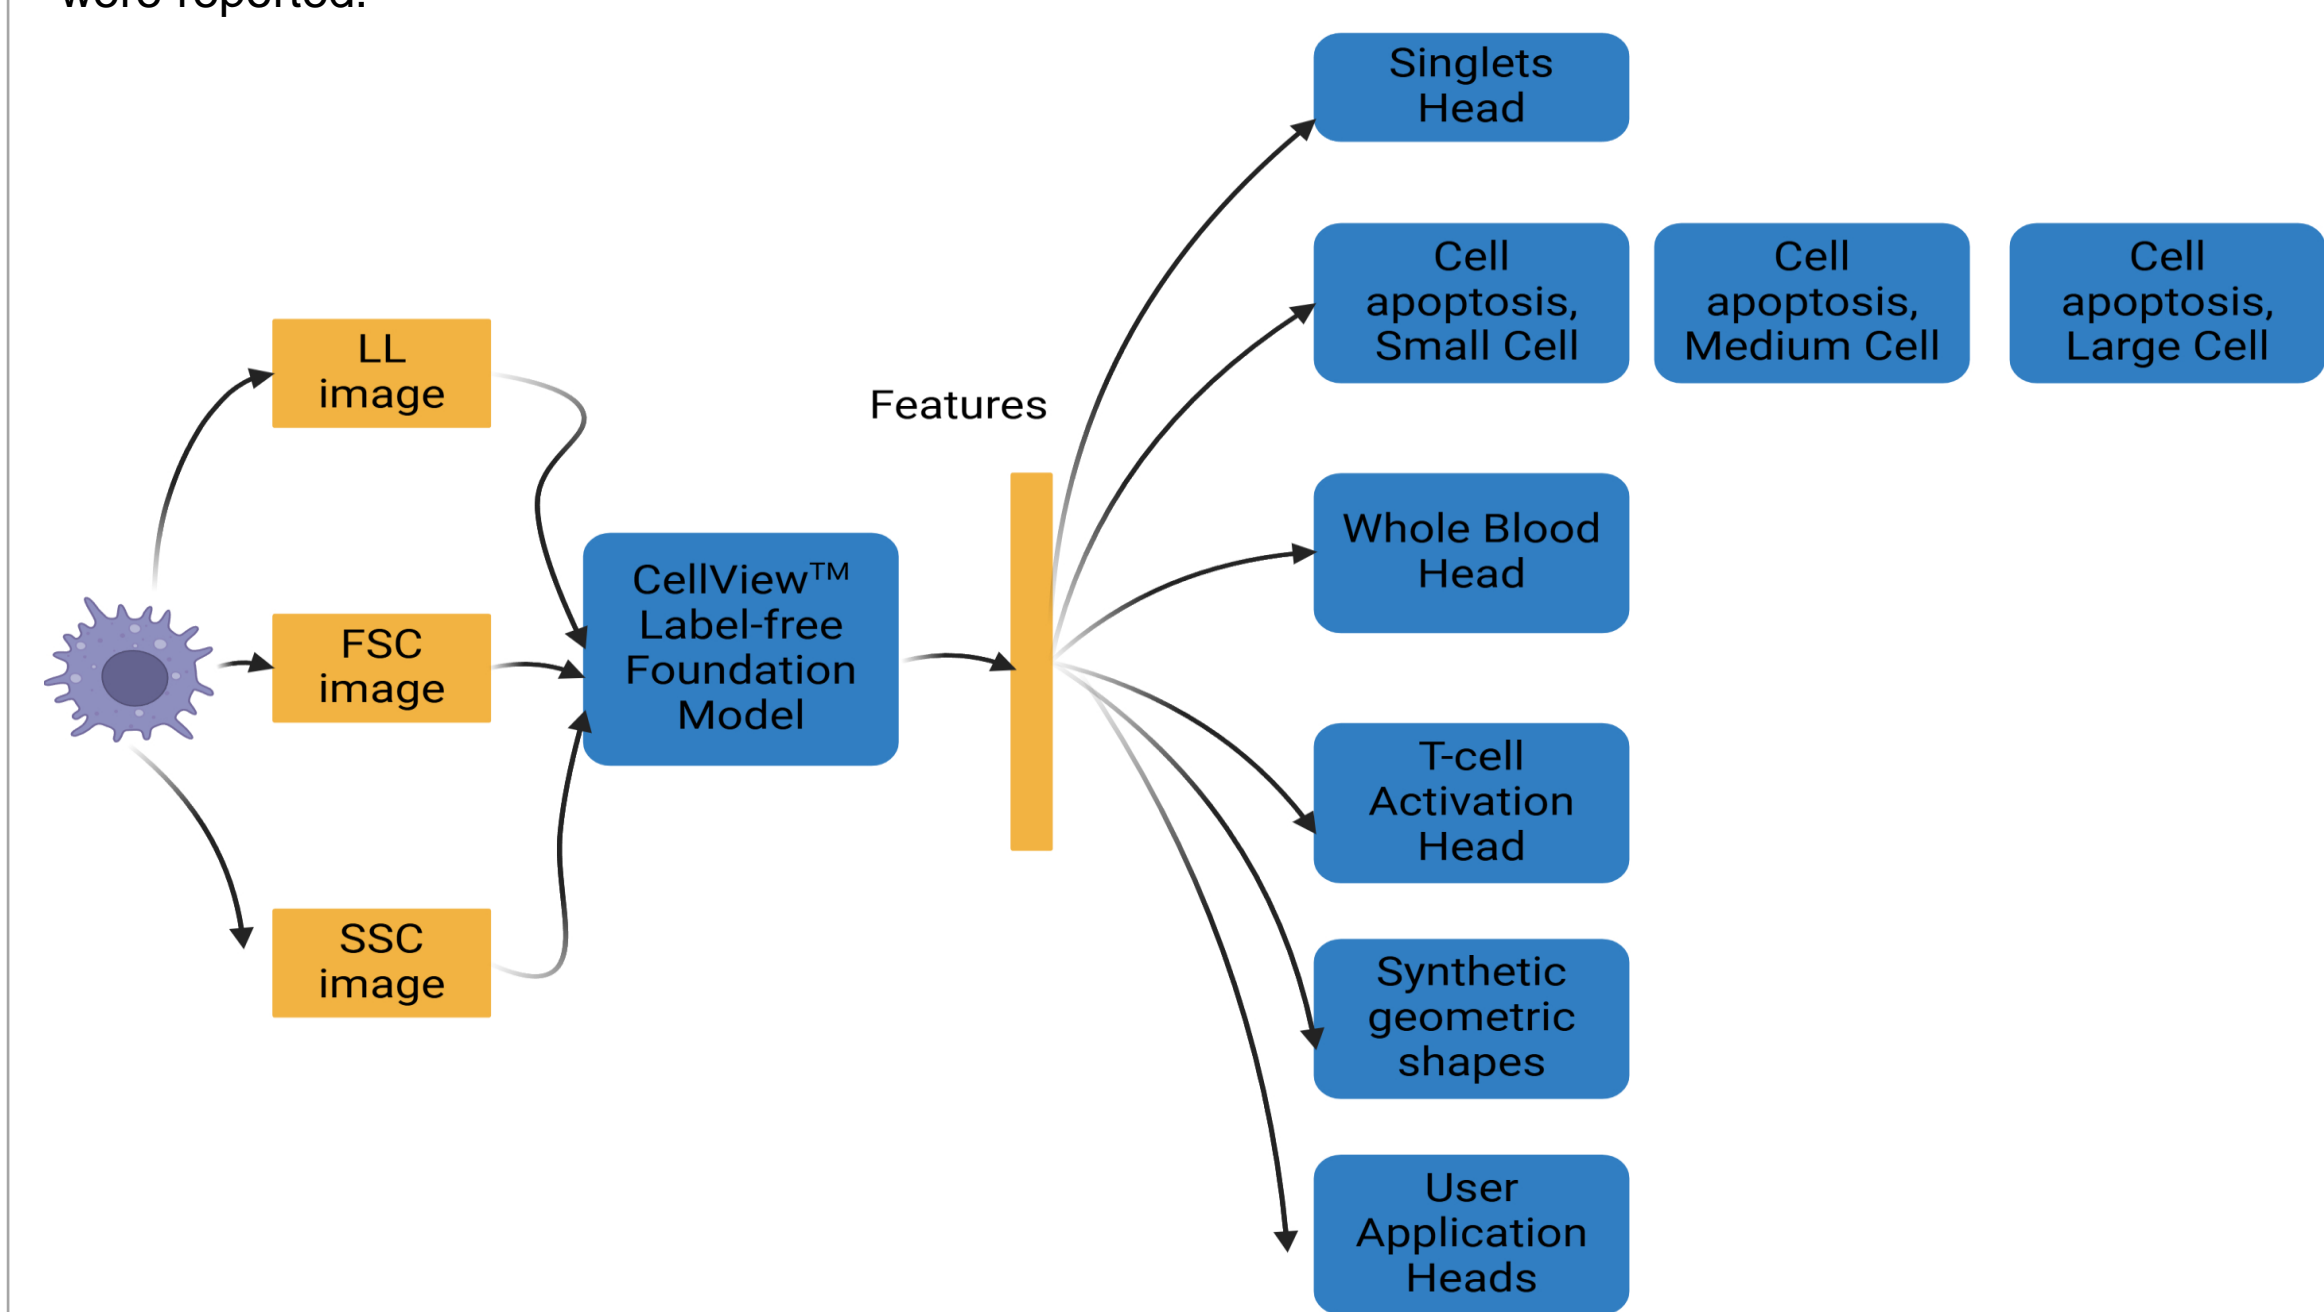 were reported.
Singlets
Head
Cell
apoptosis,
Small Cell
Cell
apoptosis,
Medium Cell
Cell
apoptosis,
Large Cell
LL
image
Features
Whole Blood
Head
CellView™
Label-free
Foundation
Model
FSC
image
T-cell
Activation
Head
SSC
image
Synthetic
geometric
shapes
User
Application
Heads